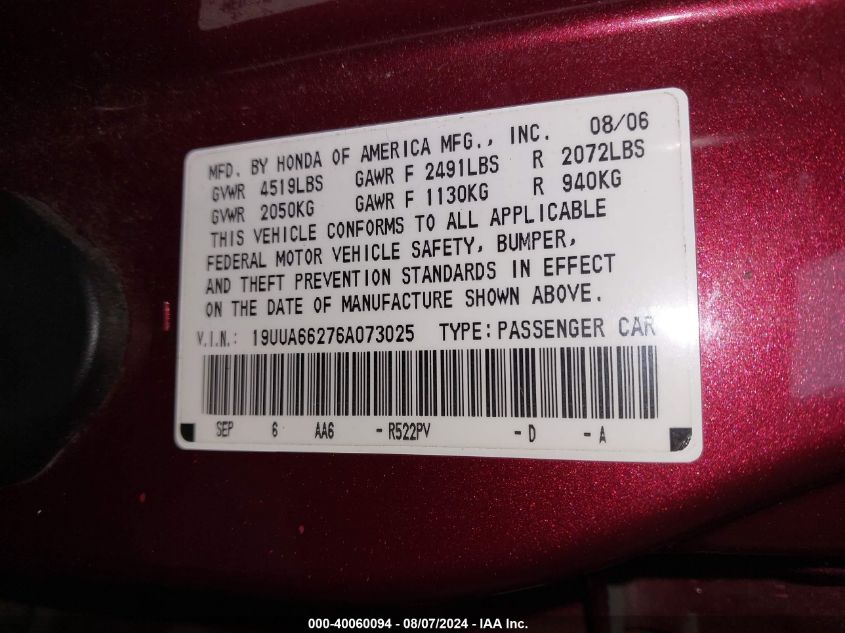 MFD. BY HONDA OF AMERICA MFG., INC. 08/06
GVWR 4519LBS GAWR F 2491LBS R 2072LBS
GVWR 2050KG GAWR F 1130KG R 940KG
THIS VEHICLE CONFORMS TO ALL APPLICABLE
FEDERAL MOTOR VEHICLE SAFETY, BUMPER,
AND THEFT PREVENTION STANDARDS IN EFFECT
ON THE DATE OF MANUFACTURE SHOWN ABOVE.
V.I.N.: 19UUA66276A073025 TYPE:PASSENGER CAR
SEP 6 AA6 - R522PV - D - A
000-40060094 - 08/07/2024 - IAA Inc.